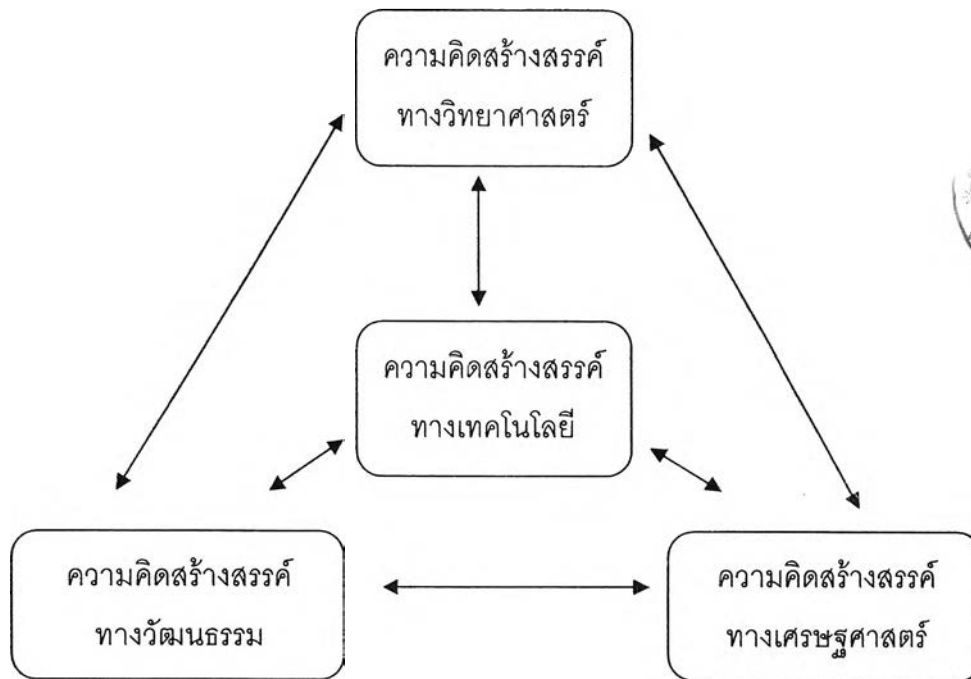 ความคิดสร้างสรรค์
ทางวิทยาศาสตร์
ความคิดสร้างสรรค์
ทางเทคโนโลยี
ความคิดสร้างสรรค์
ทางวัฒนธรรม
ความคิดสร้างสรรค์
ทางเศรษฐศาสตร์